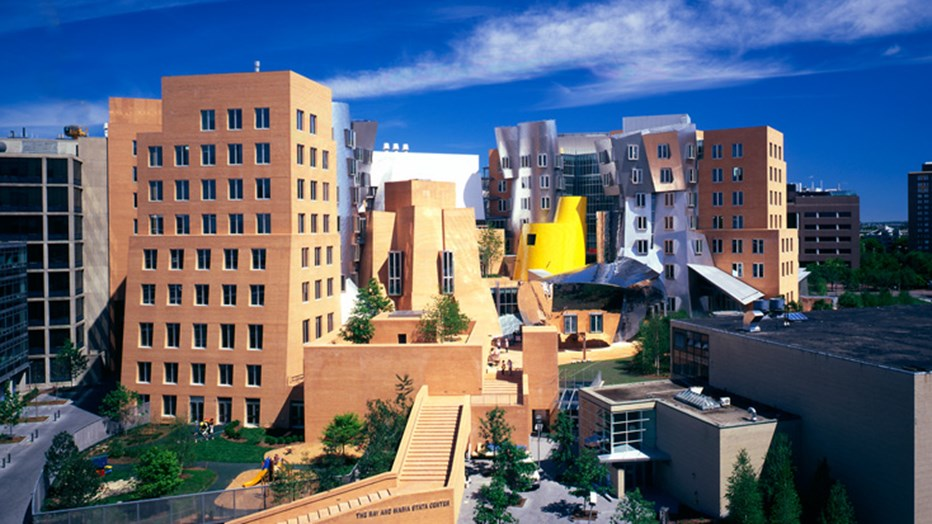 THE RAY AND MARIA STATA CENTER